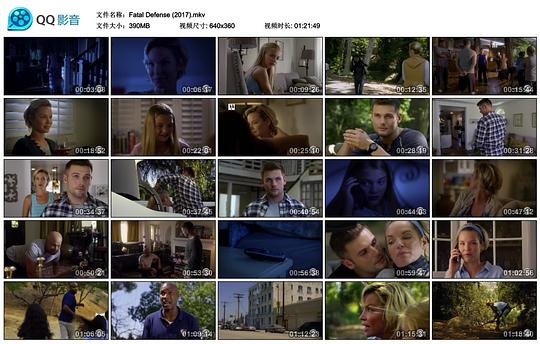 QQ影音
文件名称: Fatal Defense (2017).mkv
文件大小: 390MB 视频尺寸: 640x360 视频时长: 01:21:49
00:03:08 00:06:17 00:09:26 00:12:35 00:15:44
00:18:52 00:22:01 00:25:10 00:28:19 00:31:28
00:34:37 00:37:45 00:40:54 00:44:03 00:47:12
00:50:21 00:53:30 00:56:38 00:59:47 01:02:56
01:06:05 01:09:14 01:12:23 01:15:31 01:18:40